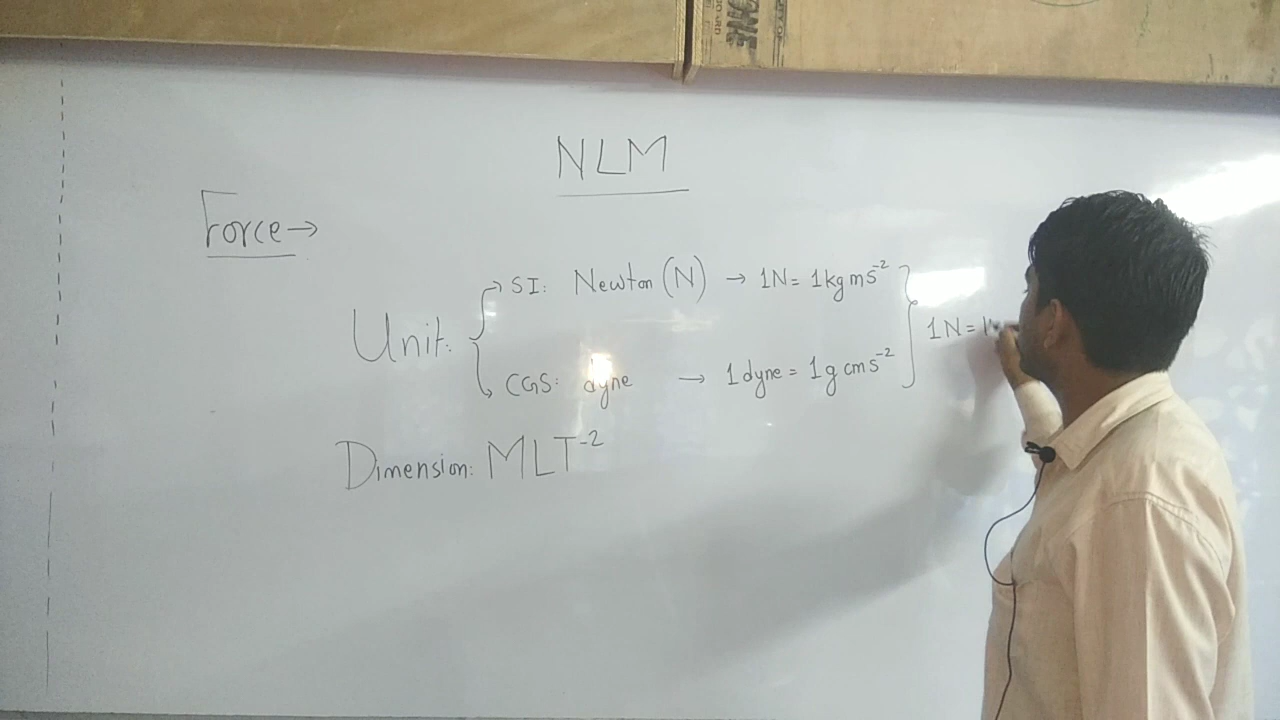 NLM
Force →
Unit: SI: Newton (N) → 1N = 1kg ms⁻² 
CGS: dyne → 1 dyne = 1g cm s⁻²
1N = 1
Dimension: MLT⁻²